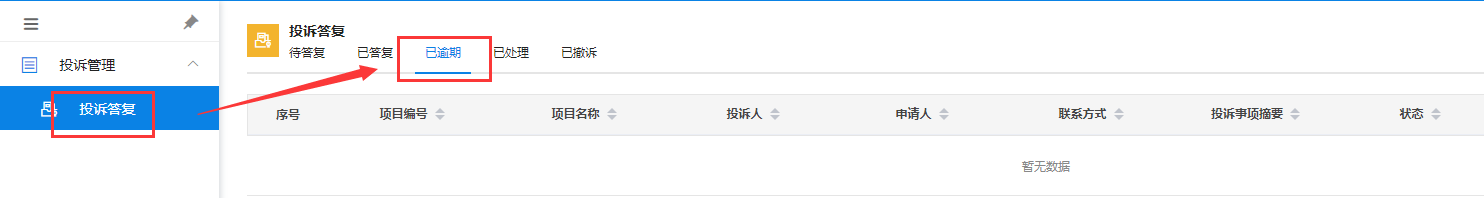 投诉答复
待答复 已答复 已逾期 已处理 已撤诉
投诉管理
投诉答复
序号 项目编号 项目名称 投诉人 申请人 联系方式 投诉事项摘要 状态
暂无数据